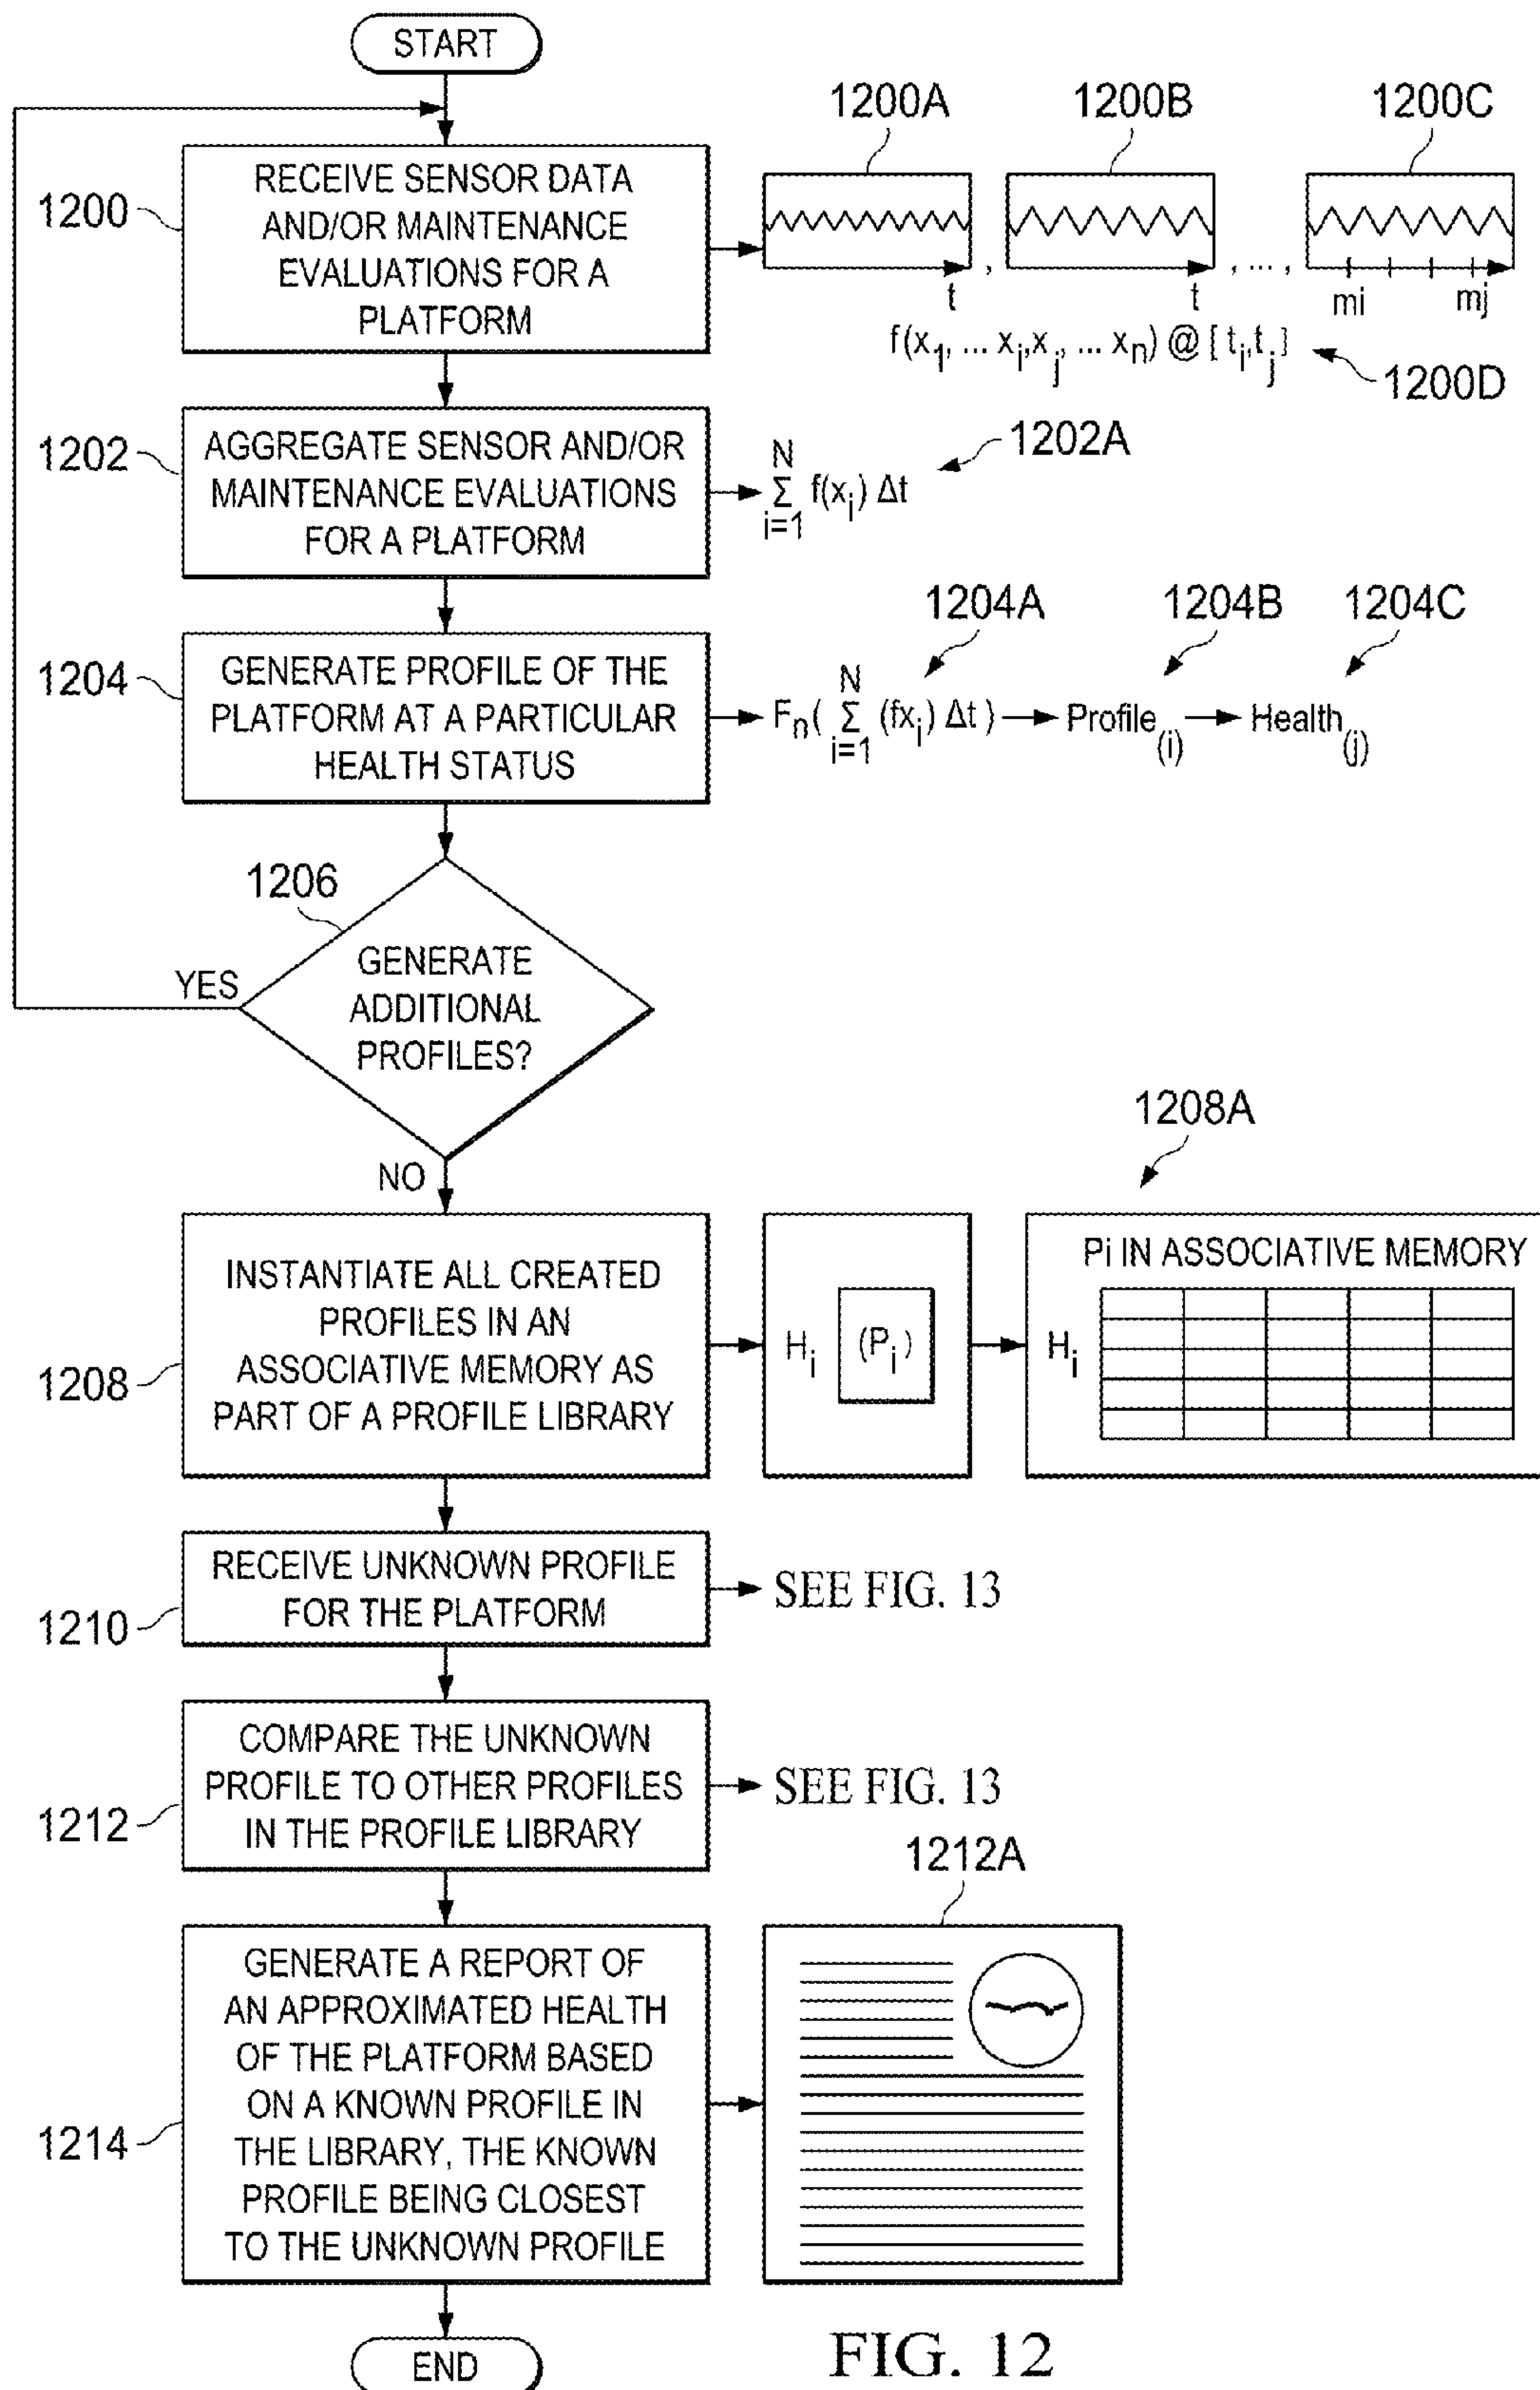 START
1200A
1200B
1200C
1200
RECEIVE SENSOR DATA
AND/OR MAINTENANCE
EVALUATIONS FOR A
PLATFORM
t , t , ... , mi mj
f(x1, ... xi,xj, ... xn) @ [ ti,tj ]
1200D
1202
AGGREGATE SENSOR AND/OR
MAINTENANCE EVALUATIONS
FOR A PLATFORM
N
Σ f(xi) Δt
i=1
1202A
1204A
1204B
1204C
1204
GENERATE PROFILE OF THE
PLATFORM AT A PARTICULAR
HEALTH STATUS
N
Fn( Σ (fxi) Δt ) Profile(i) Health(j)
i=1
1206
GENERATE
ADDITIONAL
PROFILES?
YES
NO
1208A
1208
INSTANTIATE ALL CREATED
PROFILES IN AN
ASSOCIATIVE MEMORY AS
PART OF A PROFILE LIBRARY
Hi (Pi)
Pi IN ASSOCIATIVE MEMORY
Hi
1210
RECEIVE UNKNOWN PROFILE
FOR THE PLATFORM
SEE FIG. 13
1212
COMPARE THE UNKNOWN
PROFILE TO OTHER PROFILES
IN THE PROFILE LIBRARY
SEE FIG. 13
1212A
1214
GENERATE A REPORT OF
AN APPROXIMATED HEALTH
OF THE PLATFORM BASED
ON A KNOWN PROFILE IN
THE LIBRARY, THE KNOWN
PROFILE BEING CLOSEST
TO THE UNKNOWN PROFILE
END
FIG. 12